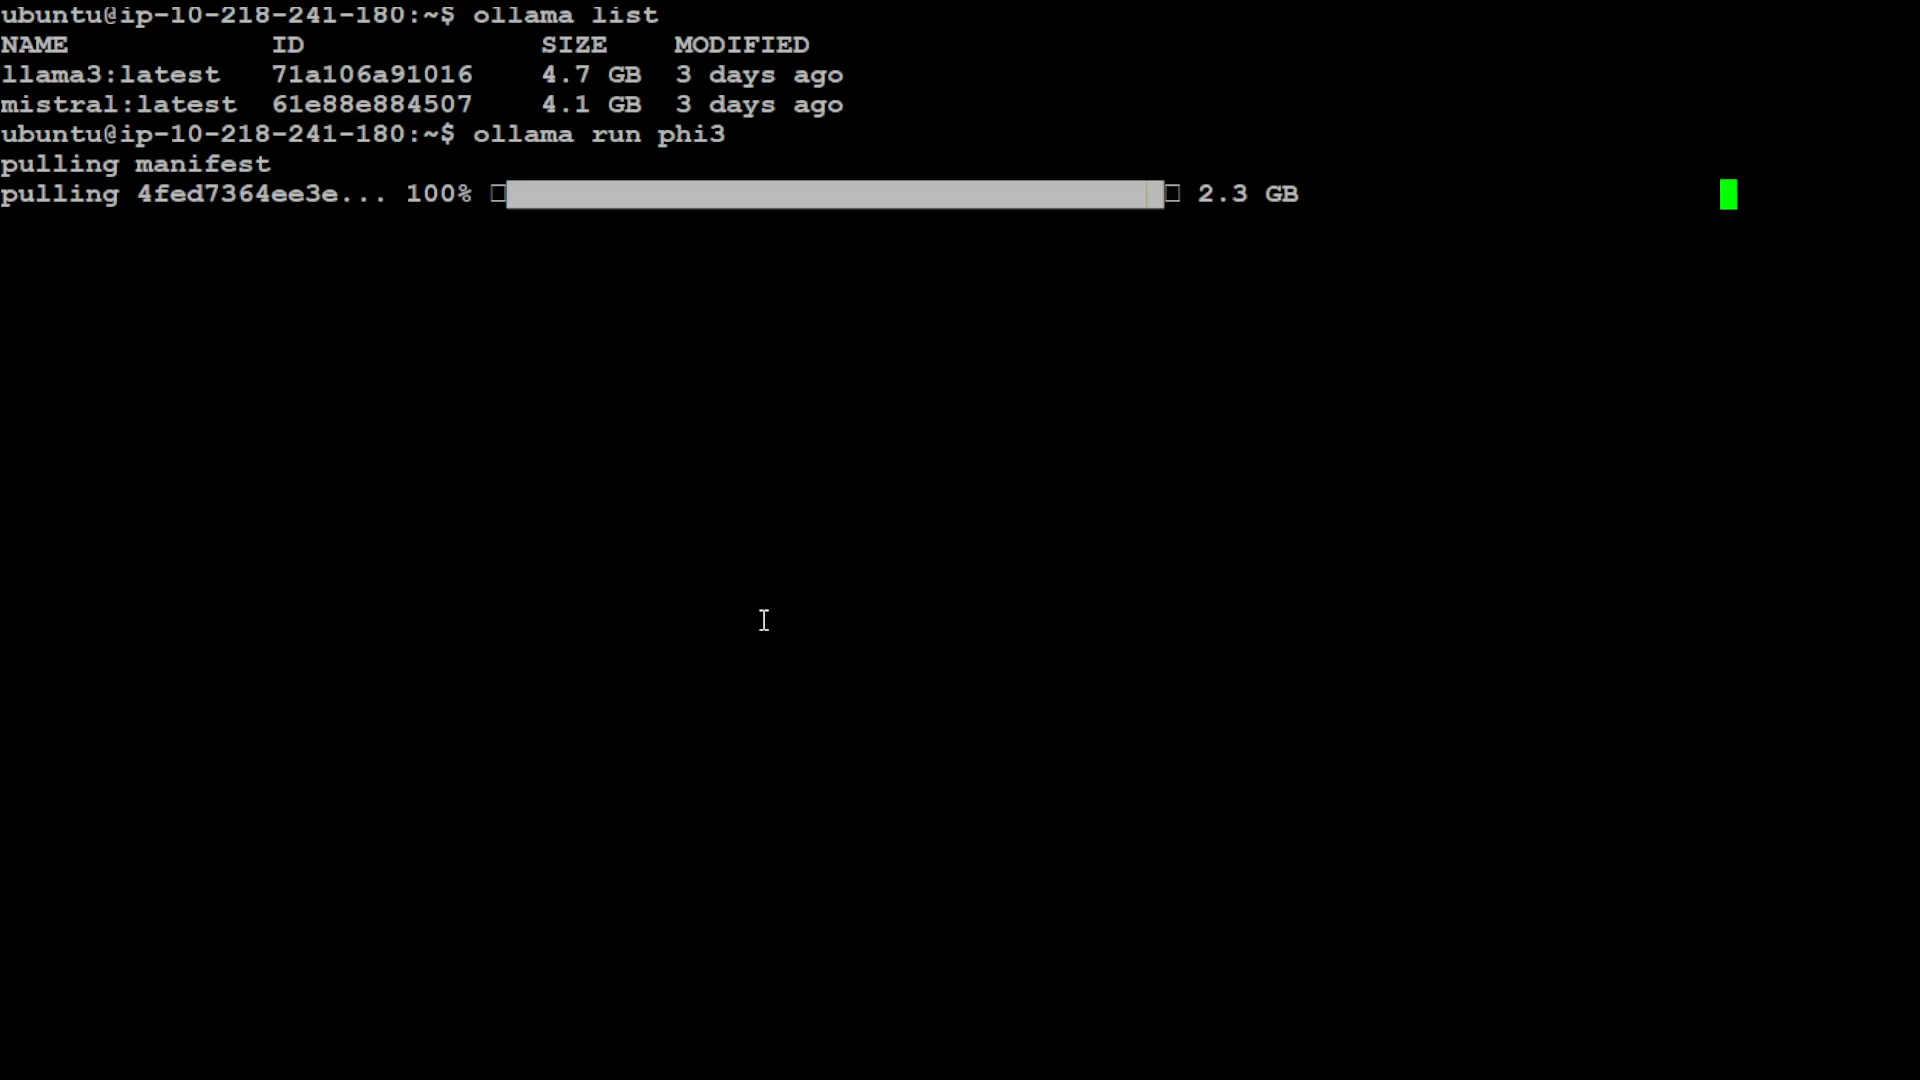 ubuntu@ip-10-218-241-180:~$ ollama list
NAME ID SIZE MODIFIED
llama3:latest 71a106a91016 4.7 GB 3 days ago
mistral:latest 61e88e884507 4.1 GB 3 days ago
ubuntu@ip-10-218-241-180:~$ ollama run phi3
pulling manifest
pulling 4fed7364ee3e... 100% 2.3 GB